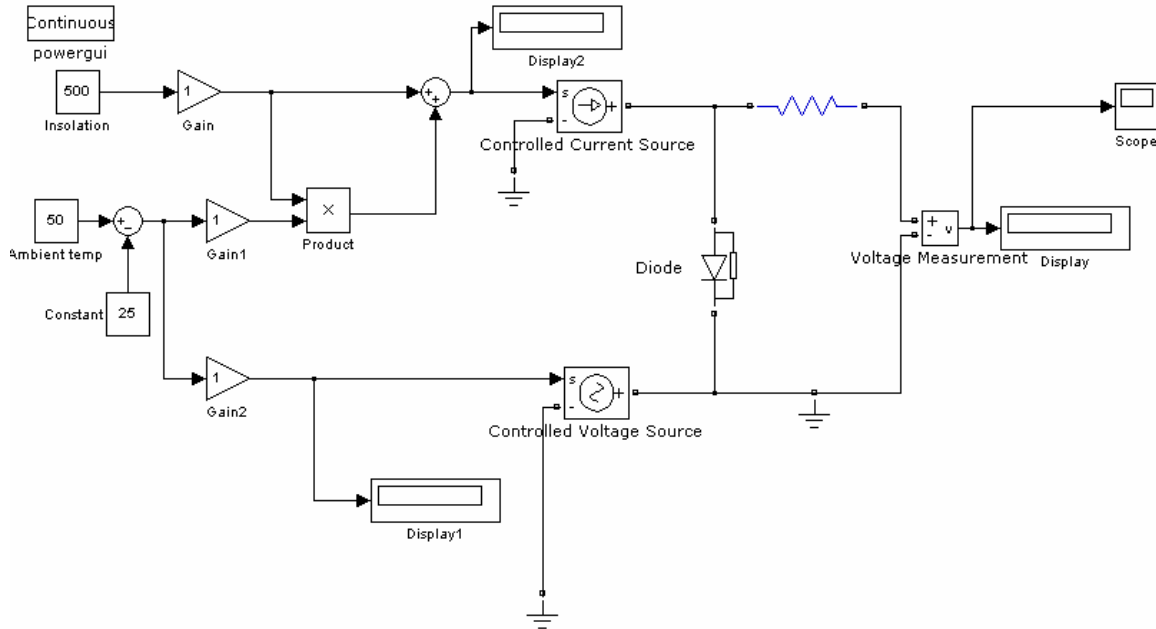 Continuous
powergui
Display2
500
1
Insolation
Gain
+
+
s
+
-
Controlled Current Source
Scope
50
+
-
1
×
Ambient temp
Gain1
Product
+
-
v
Voltage Measurement
Display
Diode
Constant
25
1
Gain2
s
+
-
Controlled Voltage Source
Display1